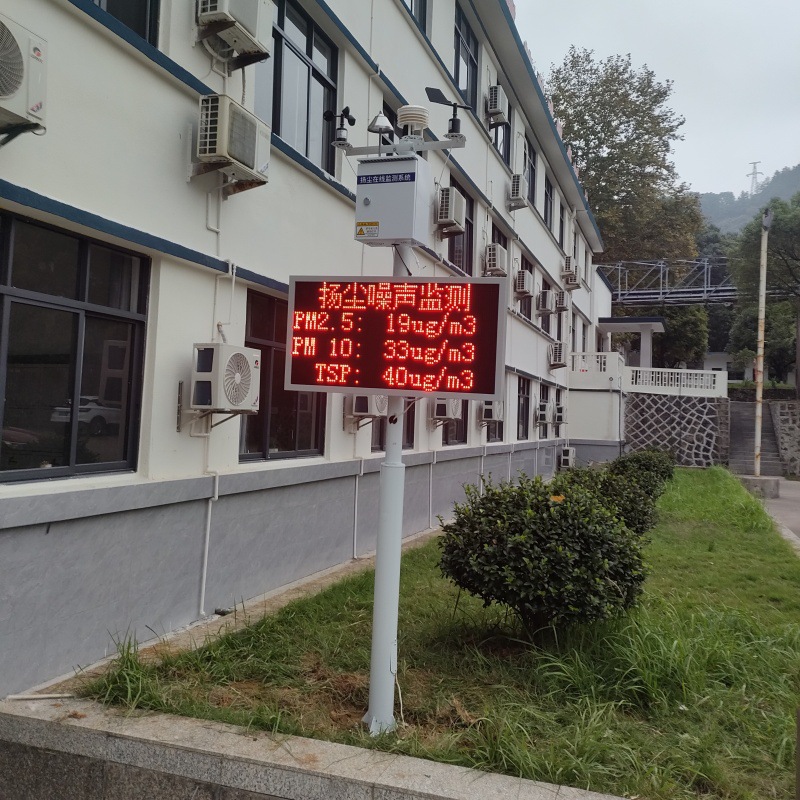 扬尘在线监测系统
扬尘噪声监测
PM2.5: 19ug/m3
PM 10: 33ug/m3
TSP: 40ug/m3